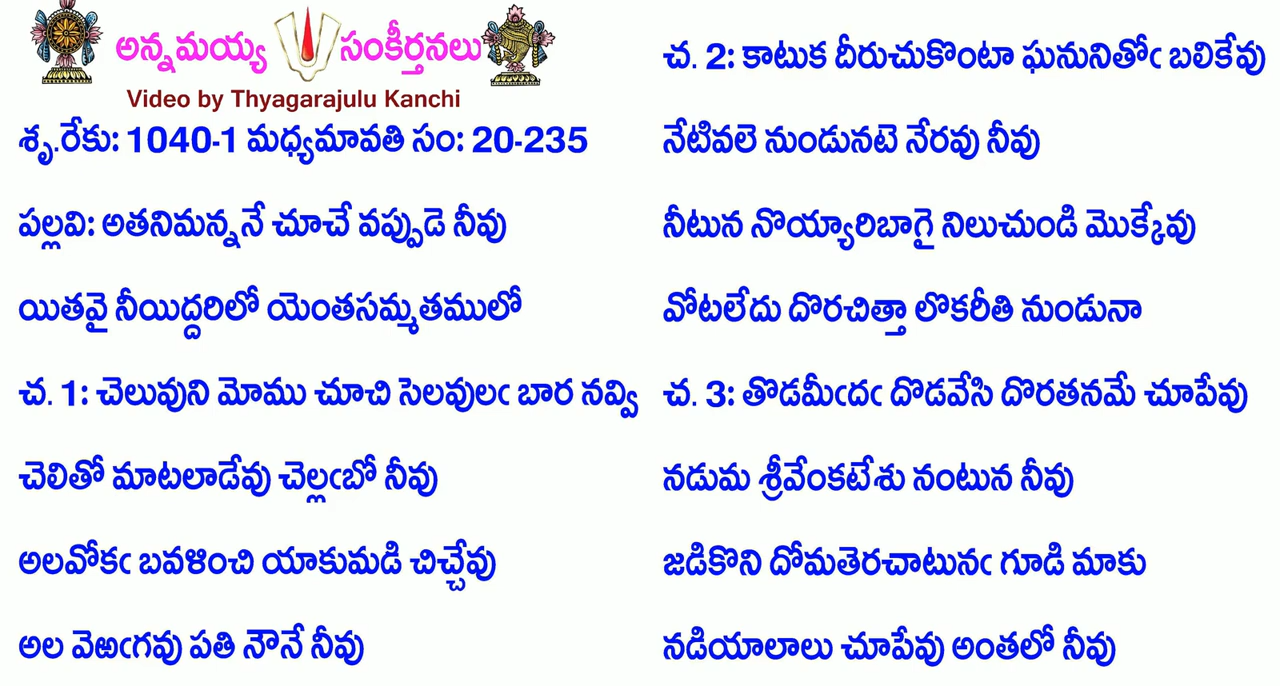 అన్నమయ్య సంకీర్తనలు
Video by Thyagarajulu Kanchi
శృ.రేకు: 1040-1 మధ్యమావతి సం: 20-235
పల్లవి: అతనిమన్ననే చూచే వప్పుడె నీవు
యితవై నీయిద్దరిలో యెంతసమ్మతములో
చ. 1: చెలువుని మోము చూచి సెలవులఁ బార నవ్వి
చెలితో మాటలాడేవు చెల్లఁబో నీవు
అలవోకఁ బవళించి యాకుమడి చిచ్చేవు
అల వెఱఁగవు పతి నౌనే నీవు
చ. 2: కాటుక దీరుచుకొంటా ఘనునితోఁ బలికేవు
నేటివలె నుండునటె నేరవు నీవు
నీటున నొయ్యారిబాగై నిలుచుండి మొక్కేవు
వోటలేదు దొరచిత్తా లొకరీతి నుండునా
చ. 3: తొడమీఁదఁ దొడవేసి దొరతనమే చూపేవు
నడుమ శ్రీవేంకటేశు నంటున నీవు
జడికొని దోమతెరచాటునఁ గూడి మాకు
నడియాలాలు చూపేవు అంతలో నీవు